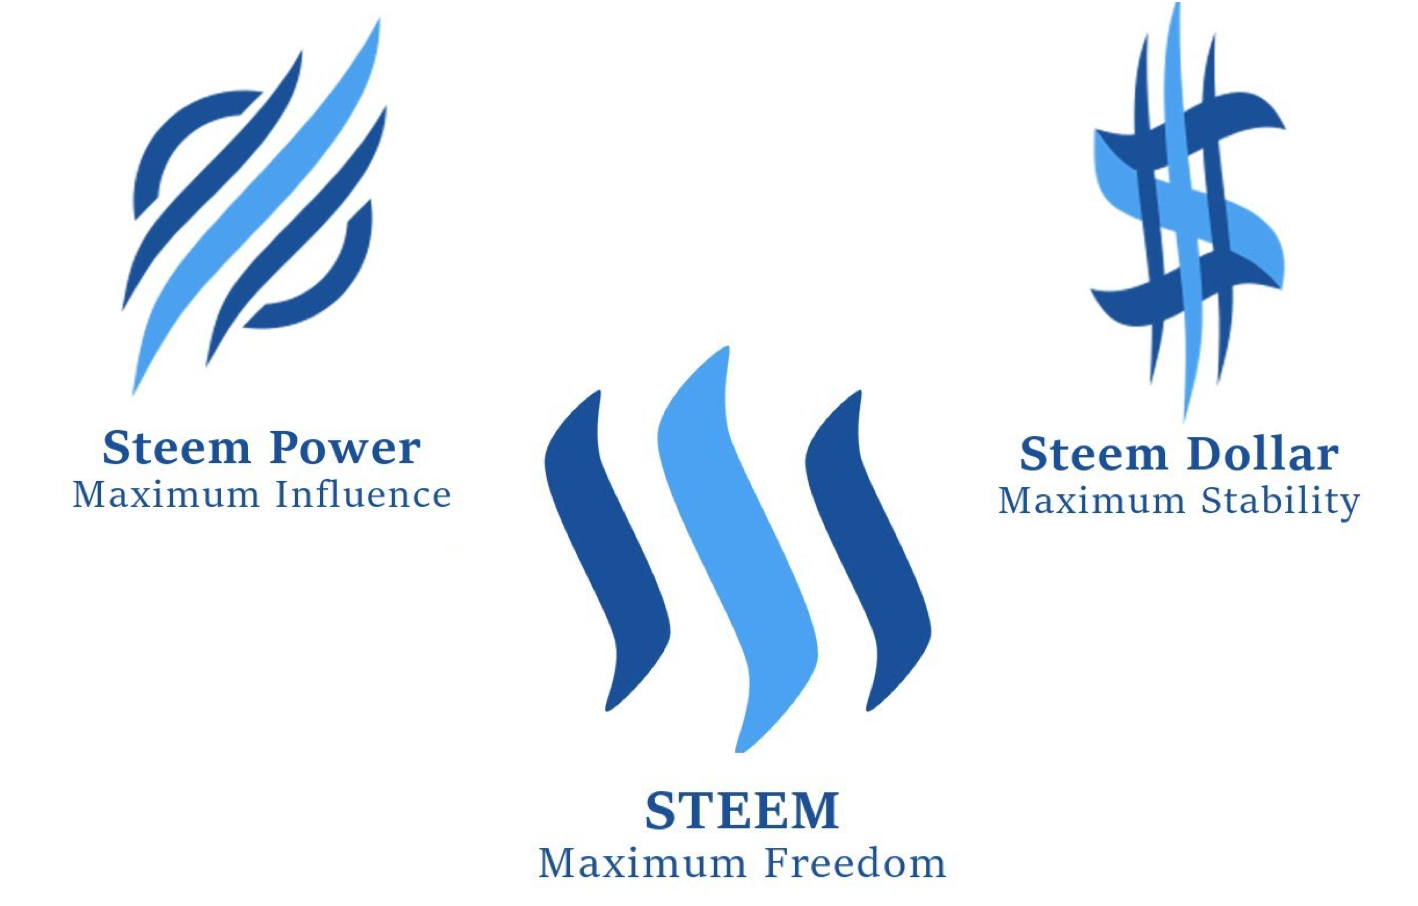 Steem Power
Maximum Influence
Steem Dollar
Maximum Stability
STEEM
Maximum Freedom